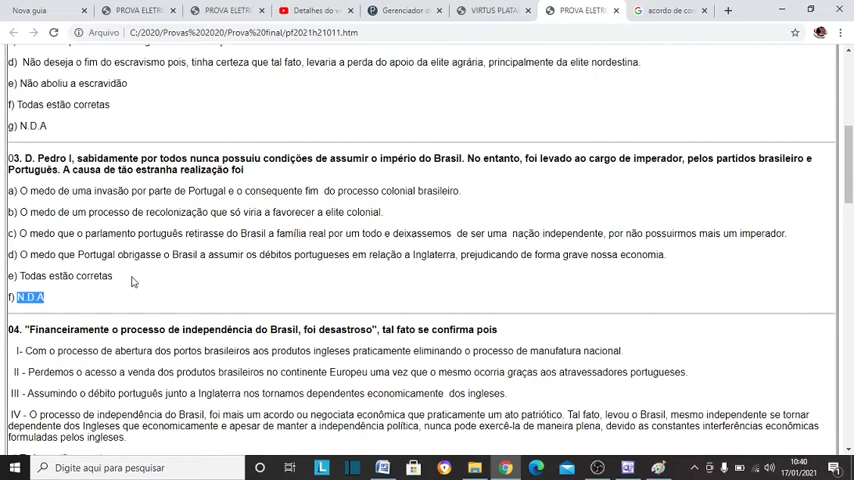 Nova guia
PROVA ELETR
PROVA ELETR
Detalhes do ví
Gerenciador de
VIRTUS PLATA
PROVA ELETR
acordo de cor
Arquivo
C:/2020/Provas%202020/Prova%20final/pf2021h21011.htm
d) Não deseja o fim do escravismo pois, tinha certeza que tal fato, levaria a perda do apoio da elite agrária, principalmente da elite nordestina.
e) Não aboliu a escravidão
f) Todas estão corretas
g) N.D.A
03. D. Pedro I, sabidamente por todos nunca possuiu condições de assumir o império do Brasil. No entanto, foi levado ao cargo de imperador, pelos partidos brasileiro e
Português. A causa de tão estranha realização foi
a) O medo de uma invasão por parte de Portugal e o consequente fim do processo colonial brasileiro.
b) O medo de um processo de recolonização que só viria a favorecer a elite colonial.
c) O medo que o parlamento português retirasse do Brasil a família real por um todo e deixassemos de ser uma nação independente, por não possuirmos mais um imperador.
d) O medo que Portugal obrigasse o Brasil a assumir os débitos portugueses em relação a Inglaterra, prejudicando de forma grave nossa economia.
e) Todas estão corretas
f) N.D.A
04. "Financeiramente o processo de independência do Brasil, foi desastroso", tal fato se confirma pois
I- Com o processo de abertura dos portos brasileiros aos produtos ingleses praticamente eliminando o processo de manufatura nacional.
II - Perdemos o acesso a venda dos produtos brasileiros no continente Europeu uma vez que o mesmo ocorria graças aos atravessadores portugueses.
III - Assumindo o débito português junto a Inglaterra nos tornamos dependentes economicamente dos ingleses.
IV - O processo de independência do Brasil, foi mais um acordo ou negociata econômica que praticamente um ato patriótico. Tal fato, levou o Brasil, mesmo independente se tornar
dependente dos Ingleses que economicamente e apesar de manter a independência política, nunca pode exercê-la de maneira plena, devido as constantes interferências econômicas
formuladas pelos ingleses.
Digite aqui para pesquisar
10:40
17/01/2021